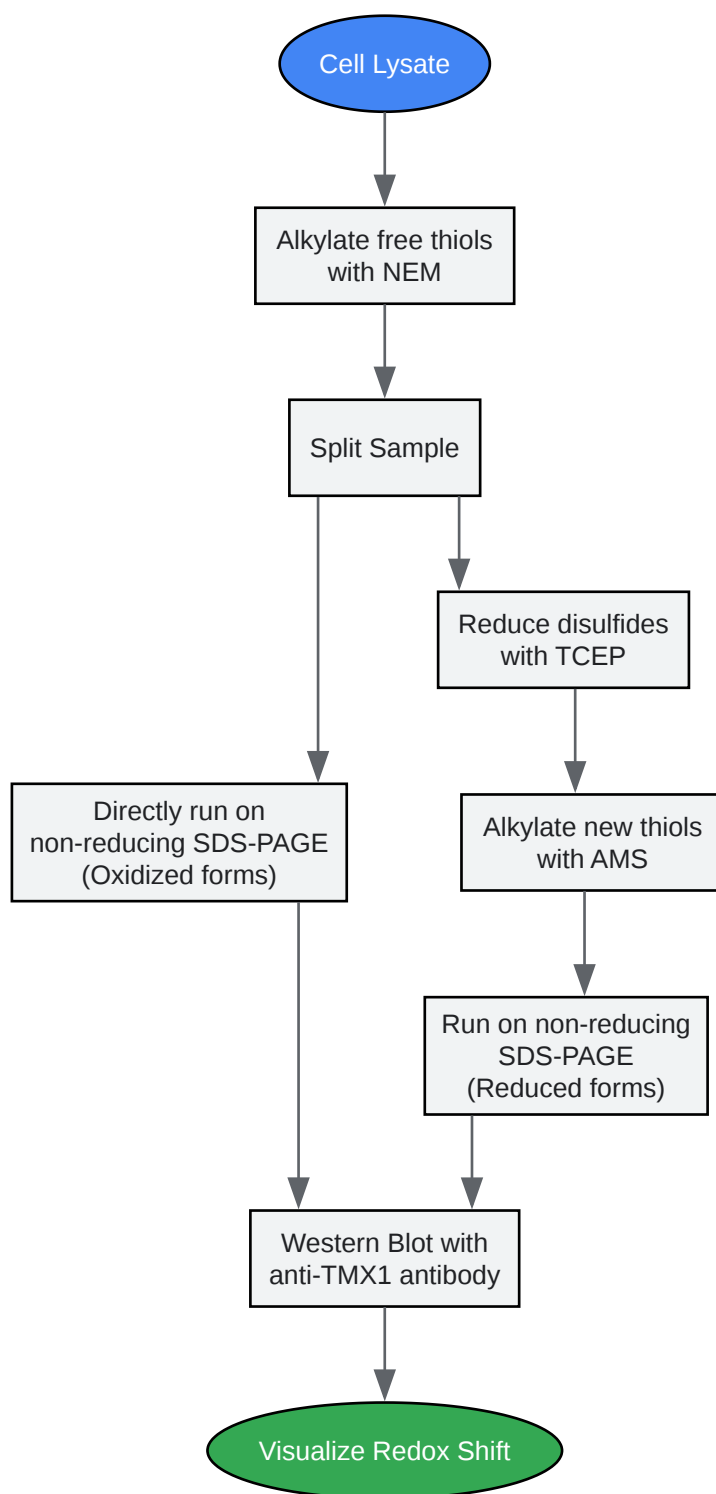 Cell Lysate
Alkylate free thiols
with NEM
Split Sample
Reduce disulfides
with TCEP
Directly run on
non-reducing SDS-PAGE
(Oxidized forms)
Alkylate new thiols
with AMS
Run on non-reducing
SDS-PAGE
(Reduced forms)
Western Blot with
anti-TMX1 antibody
Visualize Redox Shift